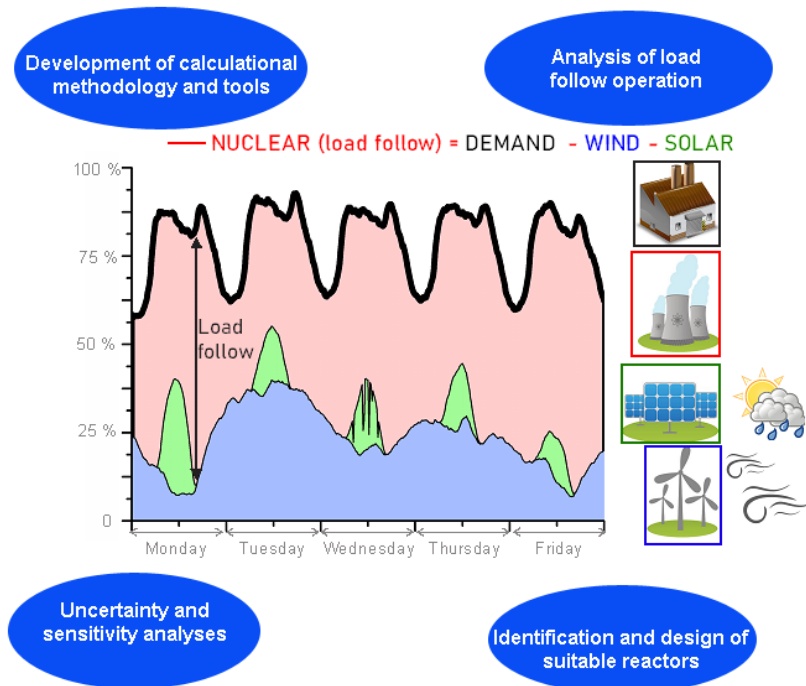 Development of calculational
methodology and tools
Analysis of load
follow operation
NUCLEAR (load follow) = DEMAND - WIND - SOLAR
100 %
75 %
50 %
25 %
0
Load
follow
Monday
Tuesday
Wednesday
Thursday
Friday
Uncertainty and
sensitivity analyses
Identification and design of
suitable reactors